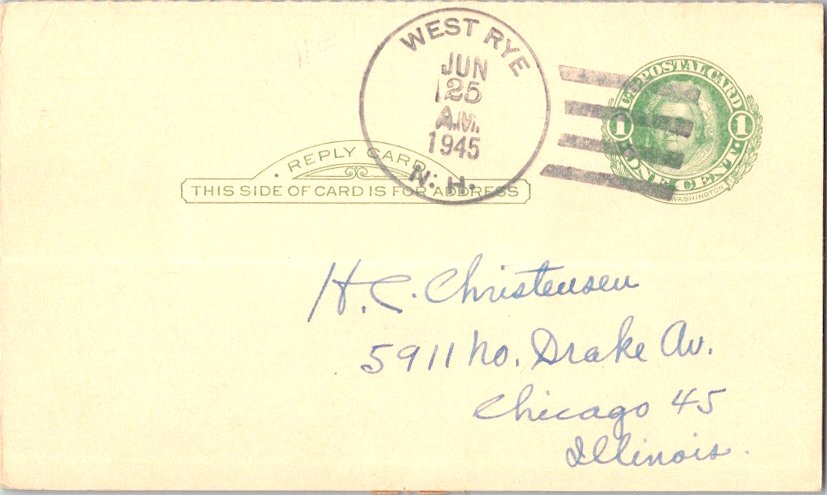 WEST RYE
JUN
25
A.M.
1945
N. H.
U.S. POSTAL CARD
1 1
ONE CENT
WASHINGTON
· REPLY CARD ·
THIS SIDE OF CARD IS FOR ADDRESS
H. C. Christensen
5911 No. Drake Av.
Chicago 45
Illinois.